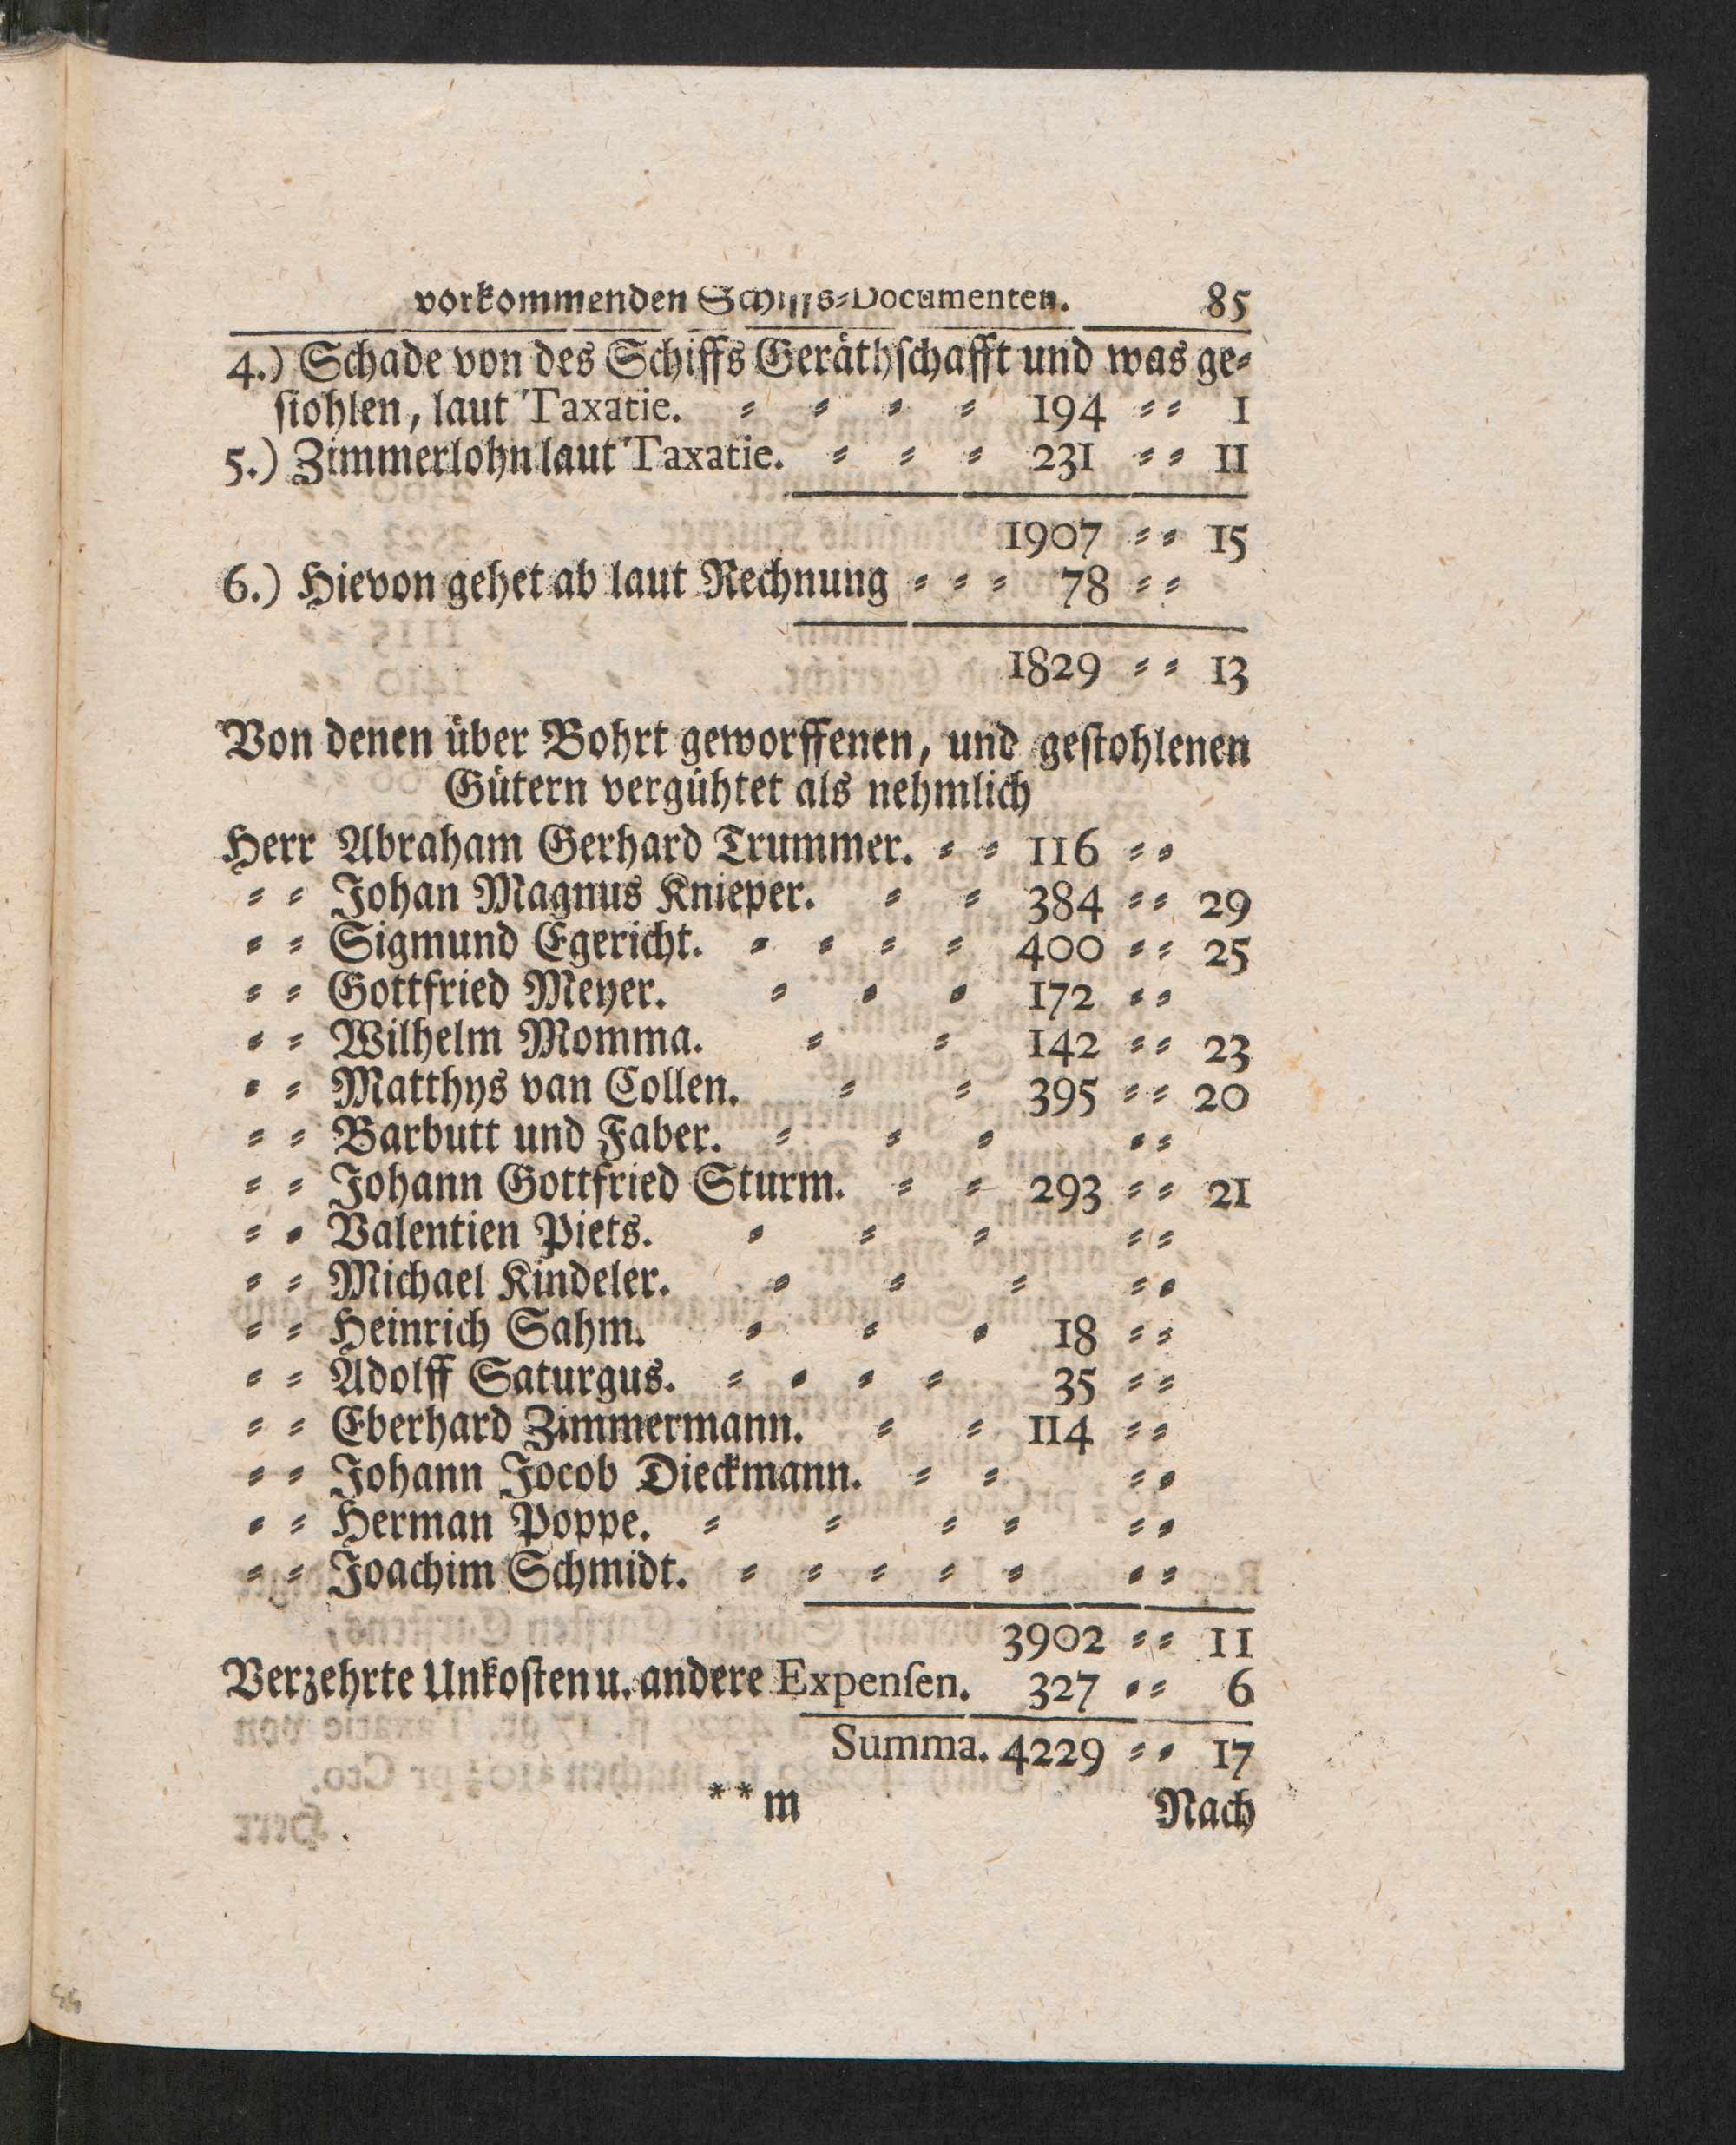 vorkommenden Schiffs⸗Documenten. 85
4.) Schade von des Schiffs Geräthſchafft und was ge⸗
ſtohlen, laut Taxatie. ⸗ ⸗ ⸗ ⸗ 194 ⸗⸗ 1
5.) Zimmerlohn laut Taxatie. ⸗ ⸗ ⸗ 231 ⸗⸗ 11
1907 ⸗⸗ 15
6.) Hievon gehet ab laut Rechnung ⸗ ⸗ ⸗ 78 ⸗⸗
1829 ⸗⸗ 13
Von denen über Bohrt geworffenen, und geſtohlenen
Gütern vergühtet als nehmlich
Herr Abraham Gerhard Trummer. ⸗ ⸗ 116 ⸗⸗
⸗ ⸗ Johan Magnus Knieper. ⸗ ⸗ 384 ⸗⸗ 29
⸗ ⸗ Sigmund Egericht. ⸗ ⸗ ⸗ ⸗ 400 ⸗⸗ 25
⸗ ⸗ Gottfried Meyer. ⸗ ⸗ ⸗ 172 ⸗⸗
⸗ ⸗ Wilhelm Momma. ⸗ ⸗ 142 ⸗⸗ 23
⸗ ⸗ Matthys van Collen. ⸗ ⸗ 395 ⸗⸗ 20
⸗ ⸗ Barbutt und Faber. ⸗ ⸗ ⸗ ⸗⸗
⸗ ⸗ Johann Gottfried Sturm. ⸗ ⸗ 293 ⸗⸗ 21
⸗ ⸗ Valentien Piets. ⸗ ⸗ ⸗ ⸗⸗
⸗ ⸗ Michael Kindeler. ⸗ ⸗ ⸗ ⸗⸗
⸗ ⸗ Heinrich Sahm. ⸗ ⸗ ⸗ 18 ⸗⸗
⸗ ⸗ Adolff Saturgus. ⸗ ⸗ ⸗ ⸗ 35 ⸗⸗
⸗ ⸗ Eberhard Zimmermann. ⸗ ⸗ 114 ⸗⸗
⸗ ⸗ Johann Jocob Dieckmann. ⸗ ⸗ ⸗⸗
⸗ ⸗ Herman Poppe. ⸗ ⸗ ⸗ ⸗ ⸗⸗
⸗ ⸗ Joachim Schmidt. ⸗ ⸗ ⸗ ⸗ ⸗ ⸗⸗
3902 ⸗⸗ 11
Verzehrte Unkoſten u. andere Expenſen. 327 ⸗⸗ 6
Summa. 4229 ⸗⸗ 17
**m Nach